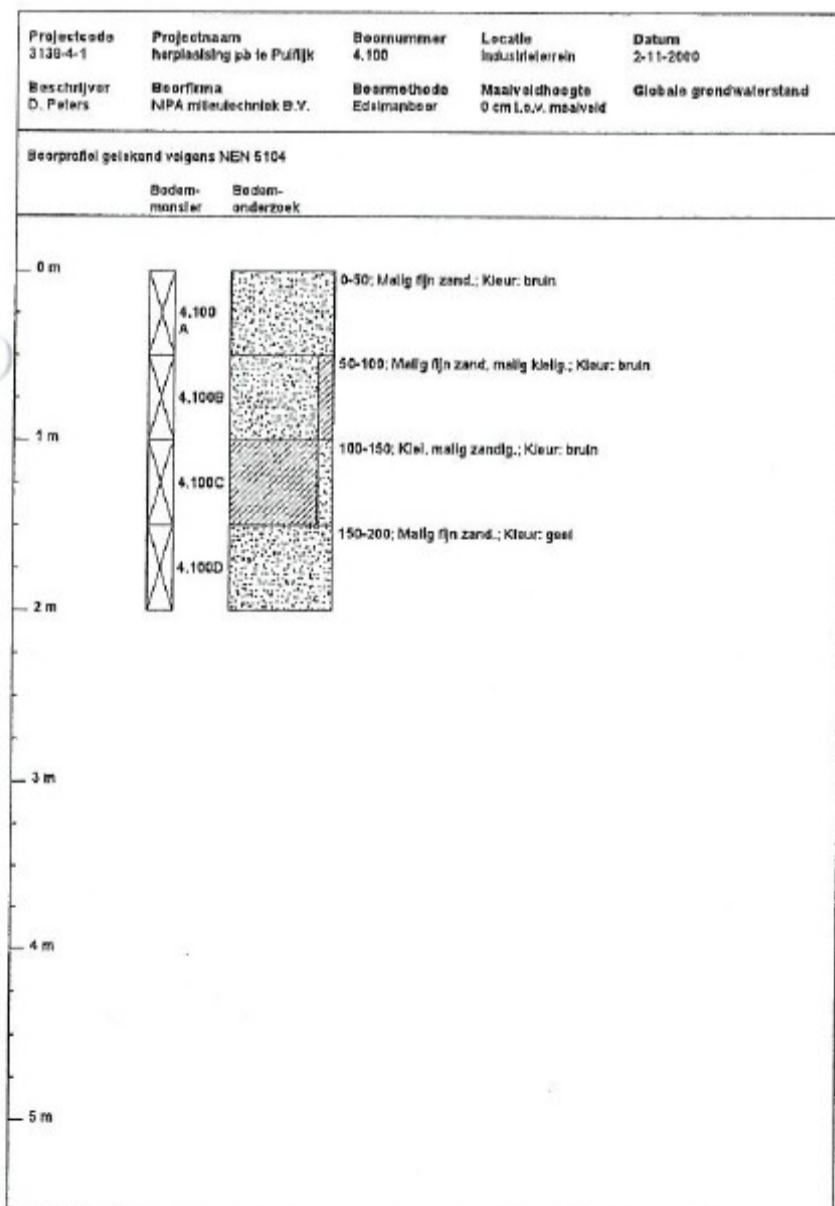 Projectcode Projectnaam Boornummer Locatie Datum
3138-4-1 herplaatsing pb te Puiflijk 4.100 Industrieterrein 2-11-2000
Beschrijver Boorfirma Boormethode Maaiveldhoogte Globale grondwaterstand
D. Peters NIPA milieutechniek B.V. Edelmanboor 0 cm t.o.v. maaiveld
Boorprofiel getekend volgens NEN 5104
Bodem- Bodem-
monster onderzoek
0 m
0-50; Matig fijn zand.; Kleur: bruin
4.100
A
50-100; Matig fijn zand, matig kleiig.; Kleur: bruin
4.100B
1 m
100-150; Klei, matig zandig.; Kleur: bruin
4.100C
150-200; Matig fijn zand.; Kleur: geel
4.100D
2 m
3 m
4 m
5 m